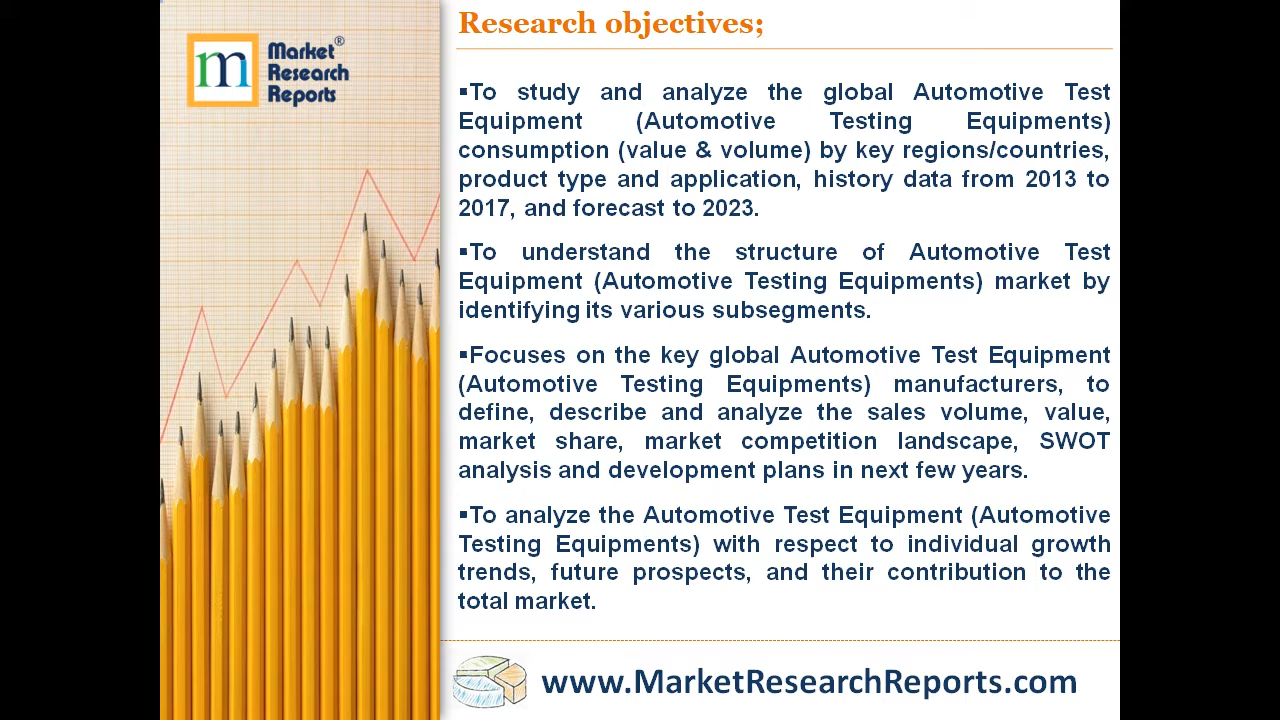 Research objectives;
m
Market®
Research
Reports
▪To study and analyze the global Automotive Test
Equipment (Automotive Testing Equipments)
consumption (value & volume) by key regions/countries,
product type and application, history data from 2013 to
2017, and forecast to 2023.
▪To understand the structure of Automotive Test
Equipment (Automotive Testing Equipments) market by
identifying its various subsegments.
▪Focuses on the key global Automotive Test Equipment
(Automotive Testing Equipments) manufacturers, to
define, describe and analyze the sales volume, value,
market share, market competition landscape, SWOT
analysis and development plans in next few years.
▪To analyze the Automotive Test Equipment (Automotive
Testing Equipments) with respect to individual growth
trends, future prospects, and their contribution to the
total market.
www.MarketResearchReports.com